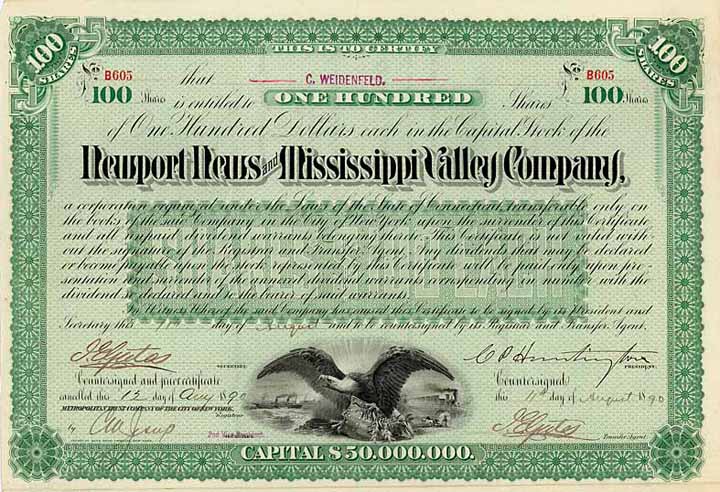 100 SHARES
THIS IS TO CERTIFY
100 SHARES
No B605
that C. WEIDENFELD.
No B605
100 Shares
is entitled to ONE HUNDRED Shares
100 Shares
of One Hundred Dollars each in the Capital Stock of the
Newport News and Mississippi Valley Company,
a corporation organized under the Laws of the State of Connecticut, transferable only on
the books of the said Company in the City of New York upon the surrender of this Certificate
and all unpaid dividend warrants belonging thereto. This Certificate is not valid with-
out the signature of the Registrar and Transfer Agent. Any dividends that may be declared
or become payable upon the stock represented by this certificate will be paid only upon pre-
sentation and surrender of the annexed dividend warrants corresponding in number with the
dividend so declared and to the bearer of said warrants.
In Witness Whereof the said Company has caused this Certificate to be signed by its president and
Secretary this day of August and to be countersigned by its Registrar and Transfer Agent.
SECRETARY.
C P Huntington
PRESIDENT.
Countersigned and prior certificate
cancelled this 12 day of Aug 1890
METROPOLITAN TRUST COMPANY OF THE CITY OF NEW YORK,
Registrar
by
2nd Vice President.
Countersigned
this 11th day of August 1890
Transfer Agent.
CAPITAL $50.000.000.